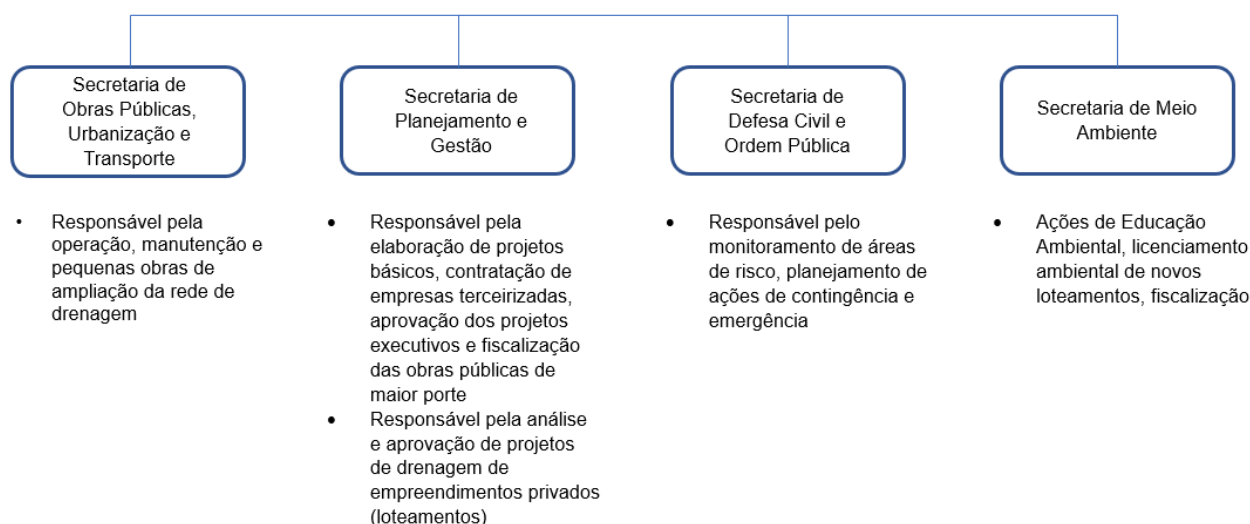 Secretaria de
Obras Públicas,
Urbanização e
Transporte
Secretaria de
Planejamento e
Gestão
Secretaria de
Defesa Civil e
Ordem Pública
Secretaria de Meio
Ambiente
• Responsável pela
operação, manutenção e
pequenas obras de
ampliação da rede de
drenagem
• Responsável pela
elaboração de projetos
básicos, contratação de
empresas terceirizadas,
aprovação dos projetos
executivos e fiscalização
das obras públicas de
maior porte
• Responsável pela análise
e aprovação de projetos
de drenagem de
empreendimentos privados
(loteamentos)
• Responsável pelo
monitoramento de áreas
de risco, planejamento de
ações de contingência e
emergência
• Ações de Educação
Ambiental, licenciamento
ambiental de novos
loteamentos, fiscalização